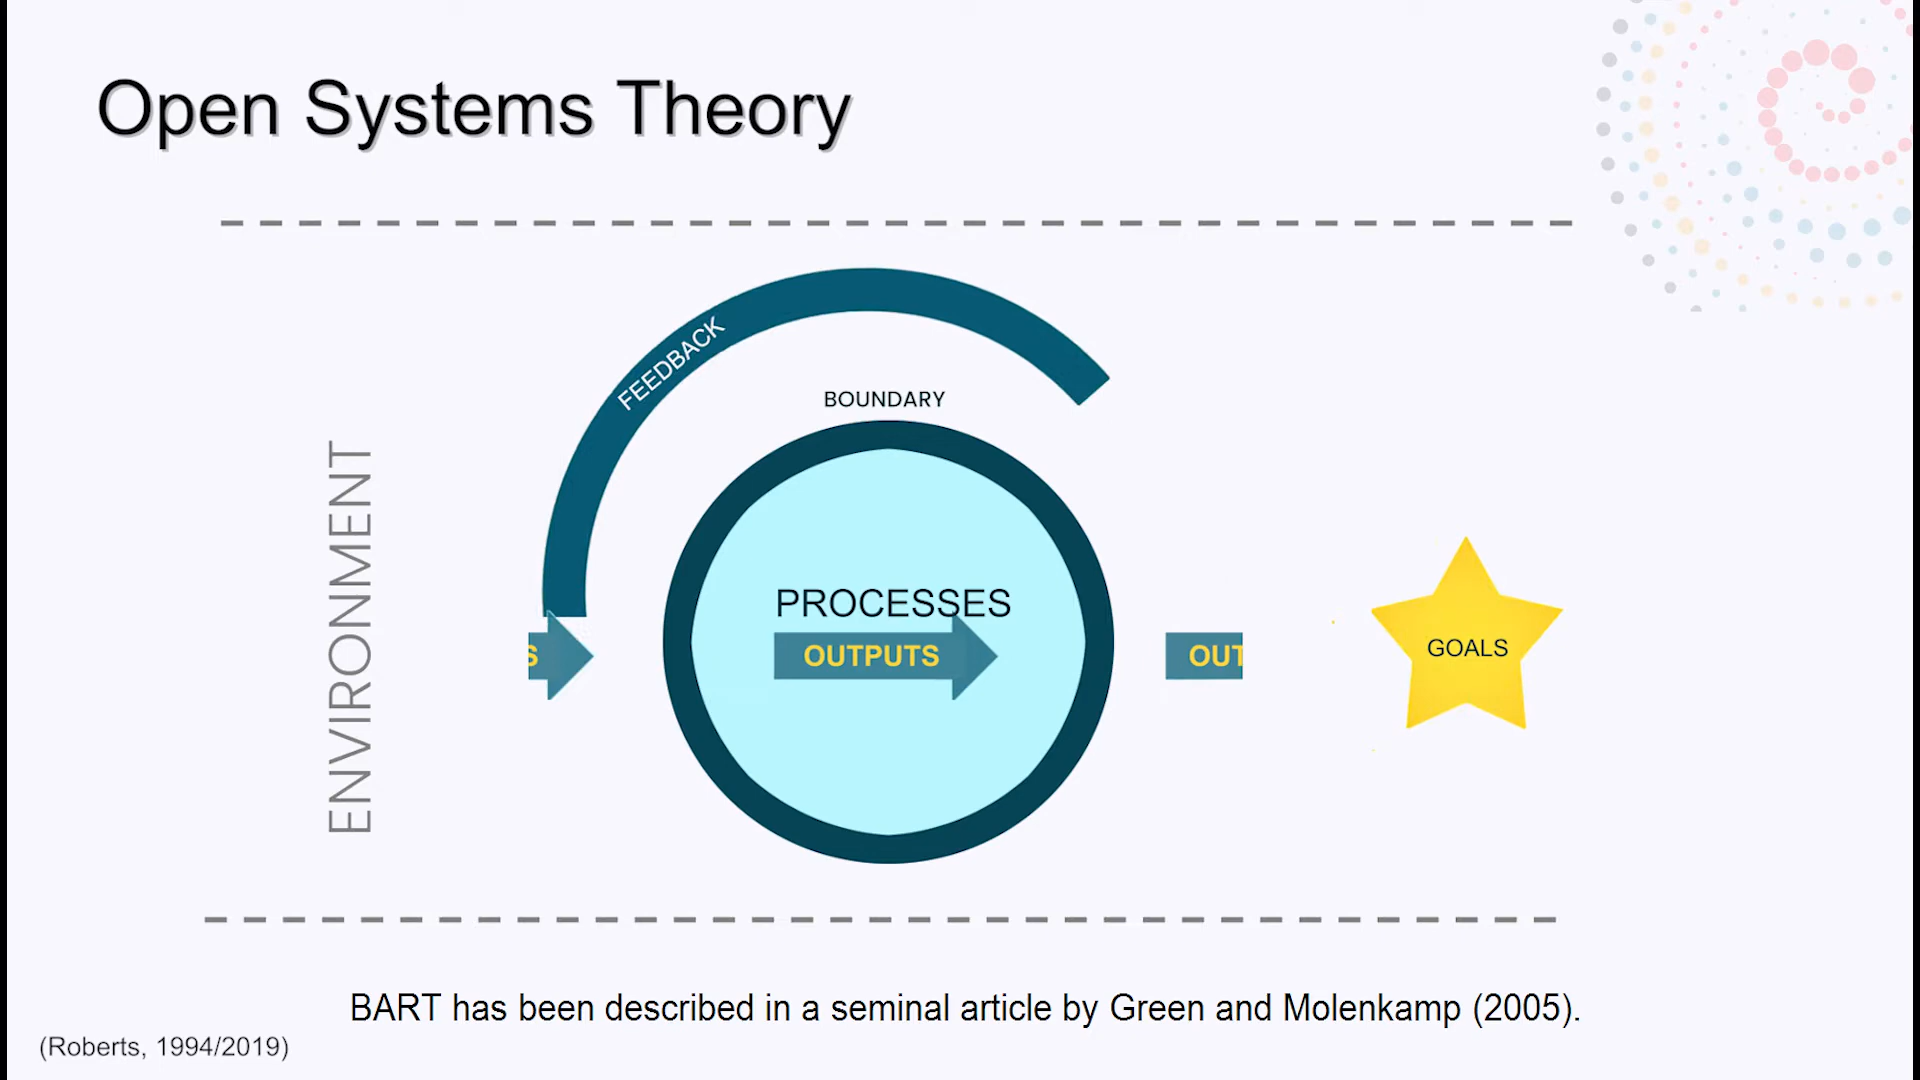 Open Systems Theory
FEEDBACK
BOUNDARY
ENVIRONMENT
PROCESSES
S
OUTPUTS
OUT
GOALS
BART has been described in a seminal article by Green and Molenkamp (2005).
(Roberts, 1994/2019)